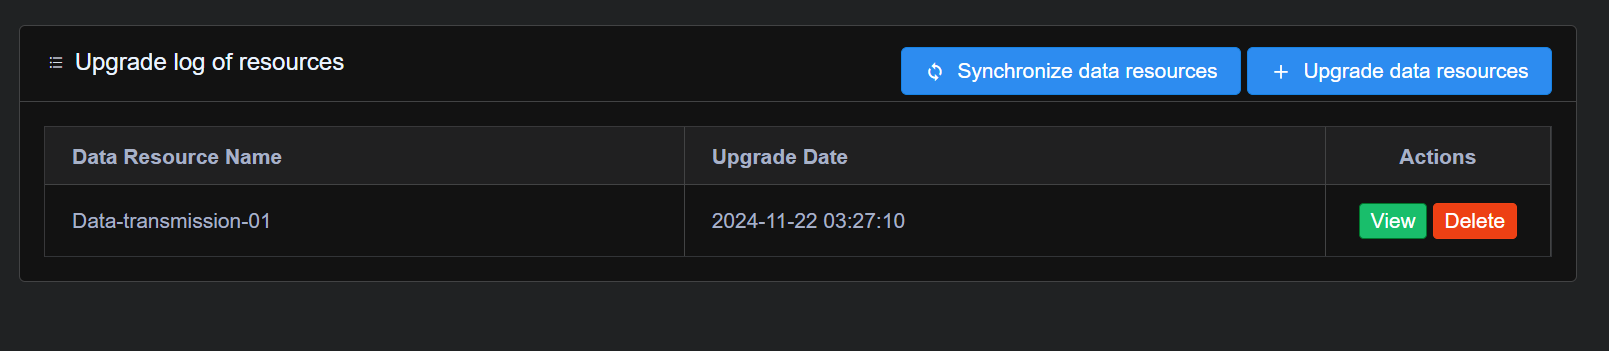 Upgrade log of resources
Synchronize data resources
Upgrade data resources
Data Resource Name Upgrade Date Actions
Data-transmission-01 2024-11-22 03:27:10 View Delete